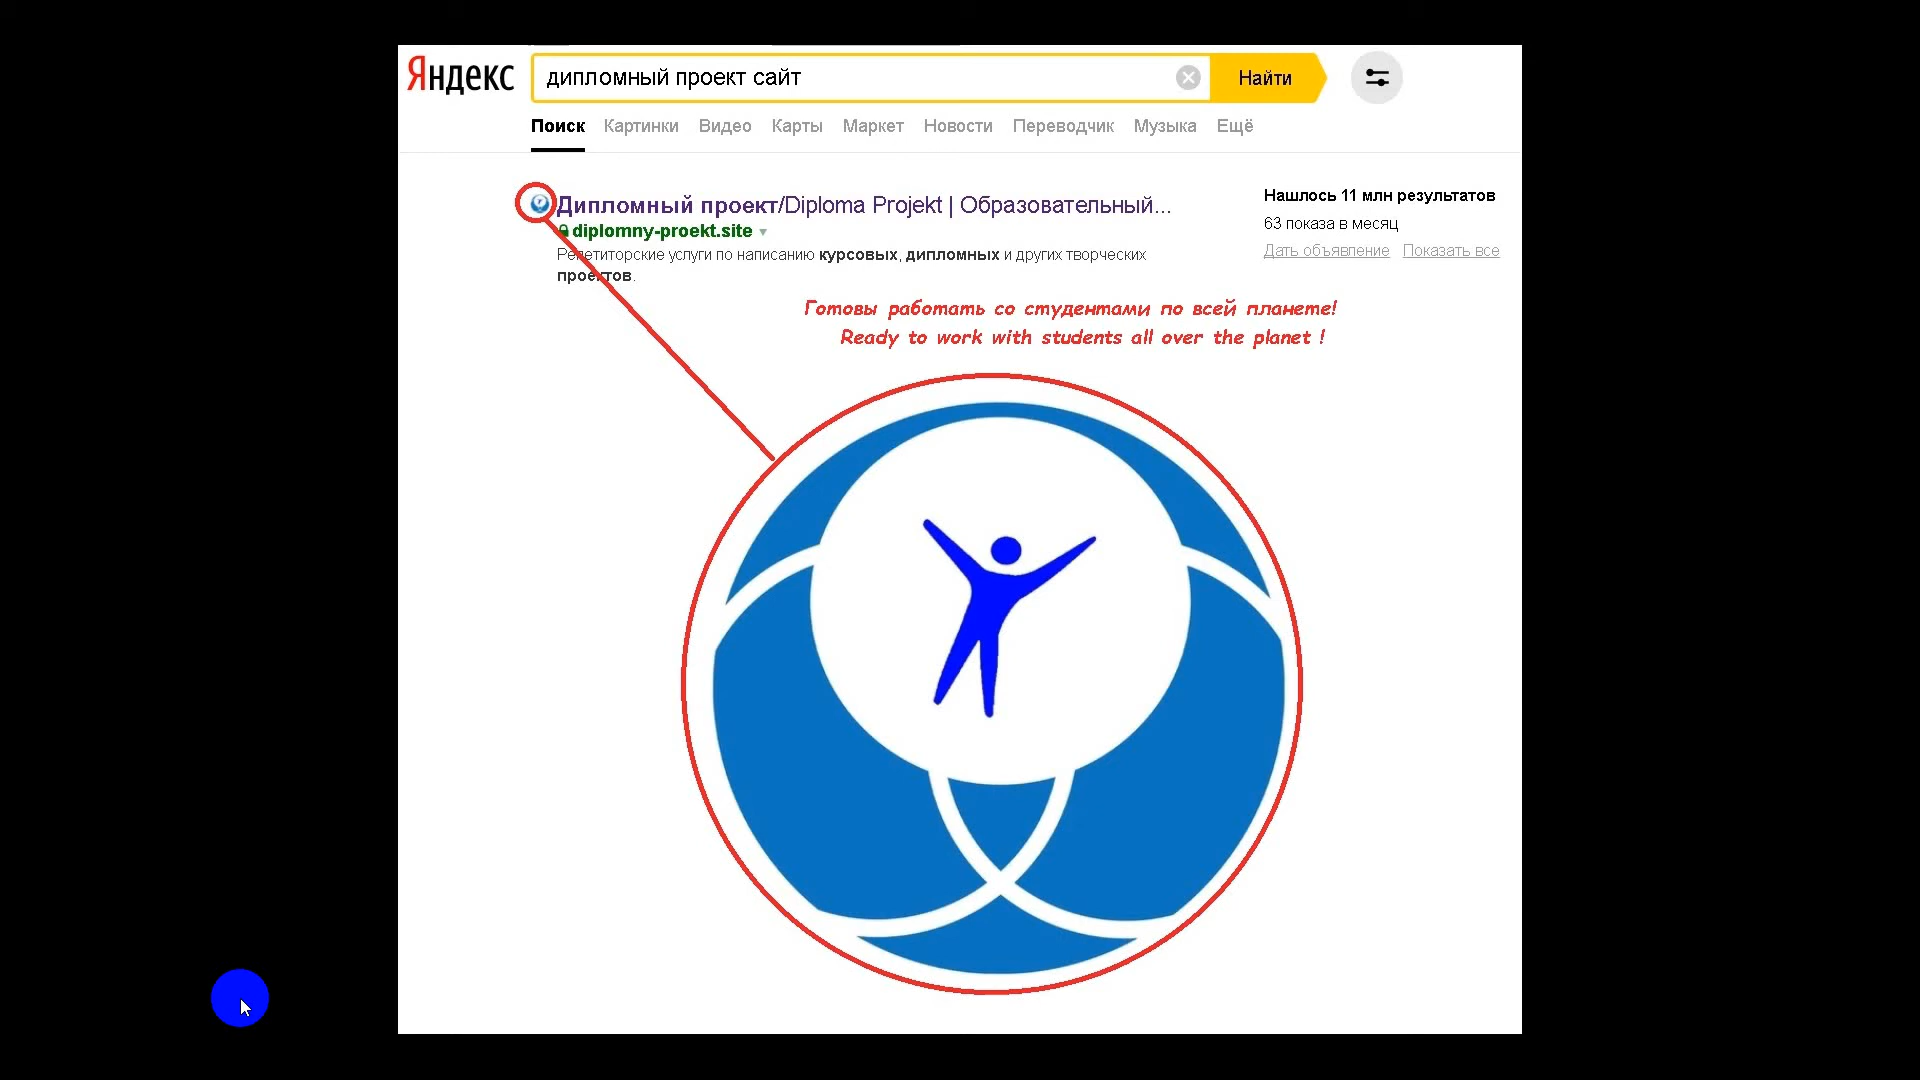 Яндекс
дипломный проект сайт
Найти
Поиск Картинки Видео Карты Маркет Новости Переводчик Музыка Ещё
Дипломный проект/Diploma Projekt | Образовательный...
diplomny-proekt.site
Репетиторские услуги по написанию курсовых, дипломных и других творческих
проектов.
Нашлось 11 млн результатов
63 показа в месяц
Дать объявление Показать все
Готовы работать со студентами по всей планете!
Ready to work with students all over the planet !